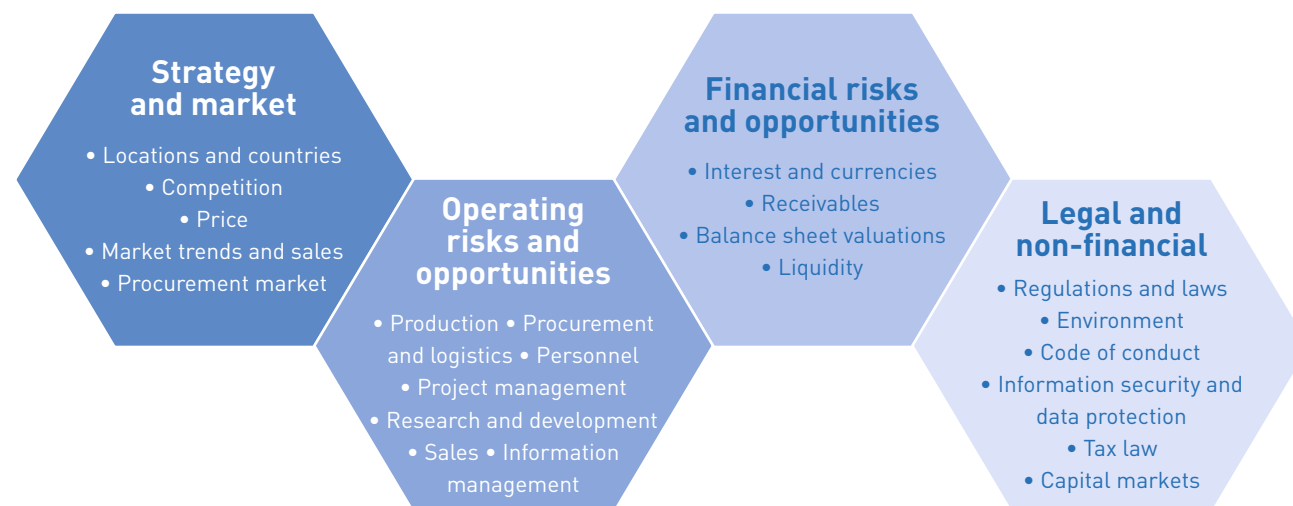 Strategy
and market
• Locations and countries
• Competition
• Price
• Market trends and sales
• Procurement market
Operating
risks and
opportunities
• Production • Procurement
and logistics • Personnel
• Project management
• Research and development
• Sales • Information
management
Financial risks
and opportunities
• Interest and currencies
• Receivables
• Balance sheet valuations
• Liquidity
Legal and
non-financial
• Regulations and laws
• Environment
• Code of conduct
• Information security and
data protection
• Tax law
• Capital markets